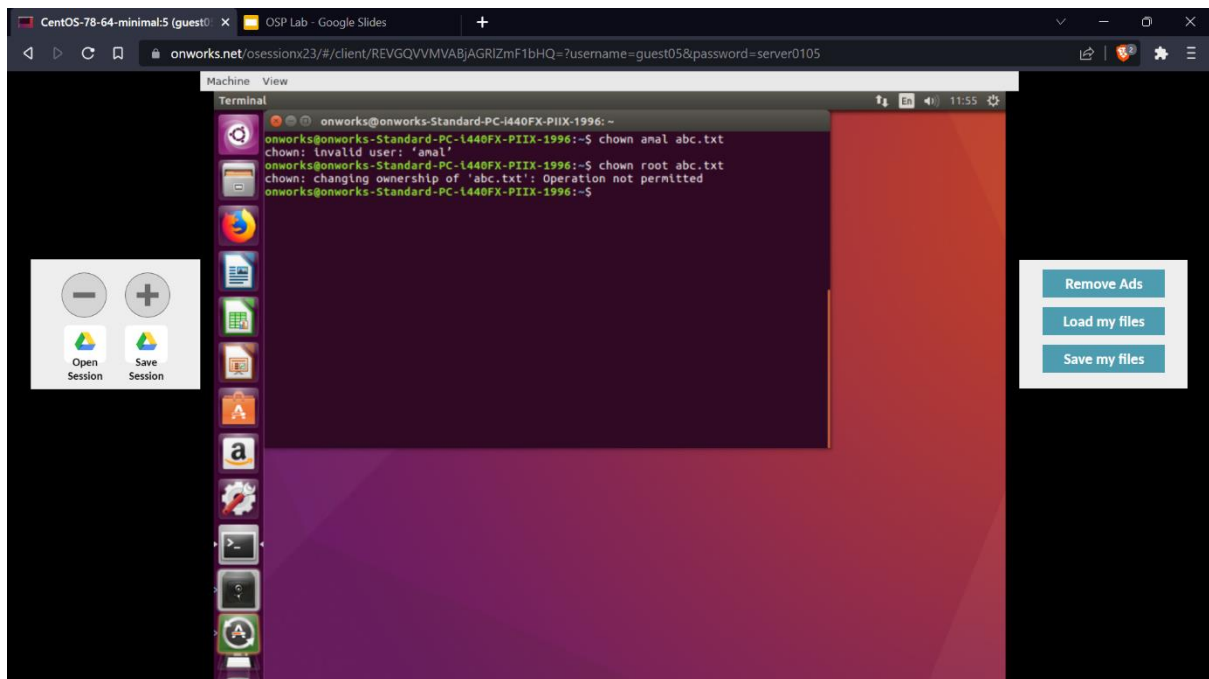 CentOS-78-64-minimal:5 (guest0
OSP Lab - Google Slides
onworks.net/osessionx23/#/client/REVGQVVMVABjAGRlZmF1bHQ=?username=guest05&password=server0105
Machine View
Terminal
En
11:55
onworks@onworks-Standard-PC-i440FX-PIIX-1996: ~
onworks@onworks-Standard-PC-i440FX-PIIX-1996:~$ chown amal abc.txt
chown: invalid user: ‘amal’
onworks@onworks-Standard-PC-i440FX-PIIX-1996:~$ chown root abc.txt
chown: changing ownership of 'abc.txt': Operation not permitted
onworks@onworks-Standard-PC-i440FX-PIIX-1996:~$
Open Session
Save Session
Remove Ads
Load my files
Save my files